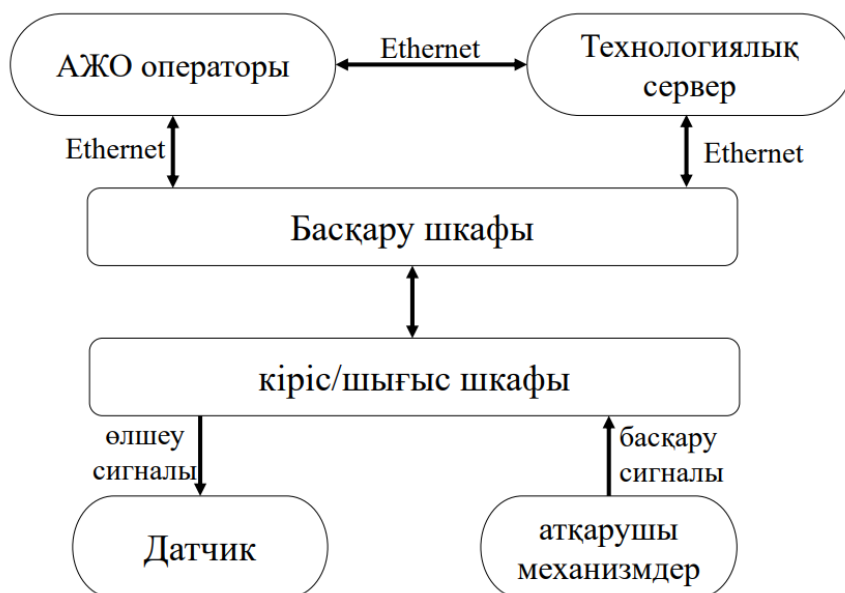 АЖО операторы
Ethernet
Технологиялық
сервер
Ethernet
Ethernet
Басқару шкафы
кіріс/шығыс шкафы
өлшеу
сигналы
басқару
сигналы
Датчик
атқарушы
механизмдер